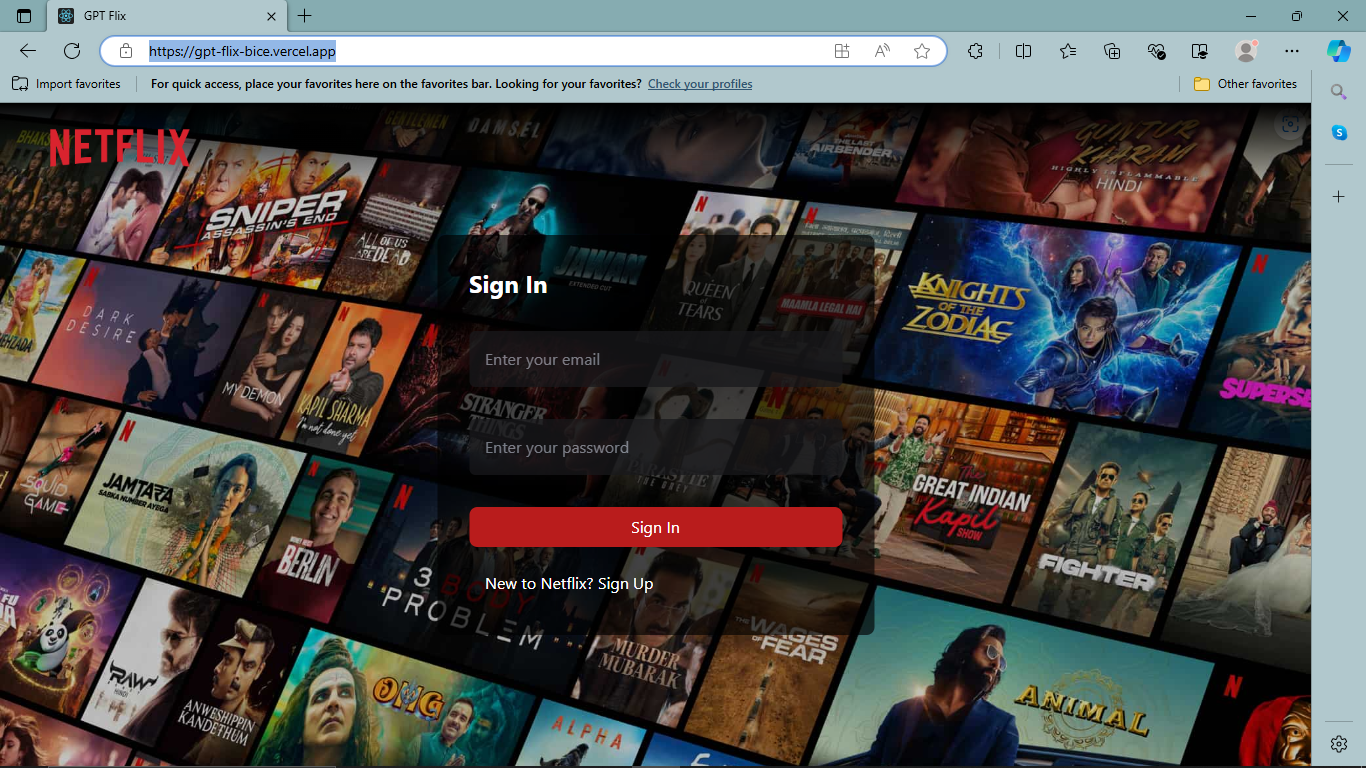 GPT Flix
https://gpt-flix-bice.vercel.app
Import favorites
For quick access, place your favorites here on the favorites bar. Looking for your favorites? Check your profiles
Other favorites
NETFLIX
GENTLEMEN
DAMSEL
THE LAST
AIRBENDER
GUNTUR
KAARAM
HIGHLY INFLAMMABLE
HINDI
SNIPER
ASSASSIN'S END
ALL OF US
ARE DEAD
JAWAN
EXTENDED CUT
QUEEN
OF
TEARS
MAAMLA LEGAL HAI
KNIGHTS
OF THE
ZODIAC
DARK
DESIRE
MY DEMON
KAPIL SHARMA
I'm not done yet
STRANGER
THINGS
Sign In
Enter your email
Enter your password
Sign In
New to Netflix? Sign Up
SQUID
GAME
JAMTARA
SABKA NUMBER AYEGA
BERLIN
PARASYTE
THE GREY
THE
GREAT INDIAN
Kapil
SHOW
FIGHTER
3 BODY
PROBLEM
RAW
HINDI
ANWESHIPPIN
KANDETHUM
OMG
MURDER
MUBARAK
THE
WAGES
OF FEAR
ANIMAL
ALPHA